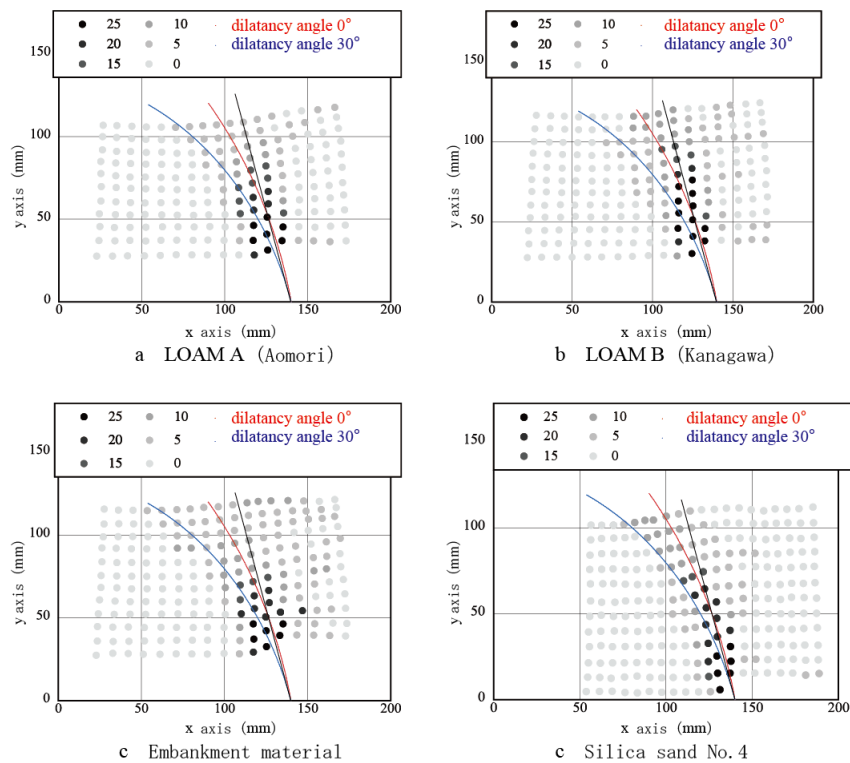 25 10 dilatancy angle 0°
20 5 dilatancy angle 30°
15 0
150
100
50
0
y axis (mm)
0 50 100 150 200
x axis (mm)
a LOAM A (Aomori)
25 10 dilatancy angle 0°
20 5 dilatancy angle 30°
15 0
150
100
50
0
y axis (mm)
0 50 100 150 200
x axis (mm)
b LOAM B (Kanagawa)
25 10 dilatancy angle 0°
20 5 dilatancy angle 30°
15 0
150
100
50
0
y axis (mm)
0 50 100 150 200
x axis (mm)
c Embankment material
25 10 dilatancy angle 0°
20 5 dilatancy angle 30°
15 0
150
100
50
0
y axis (mm)
0 50 100 150 200
x axis (mm)
c Silica sand No.4